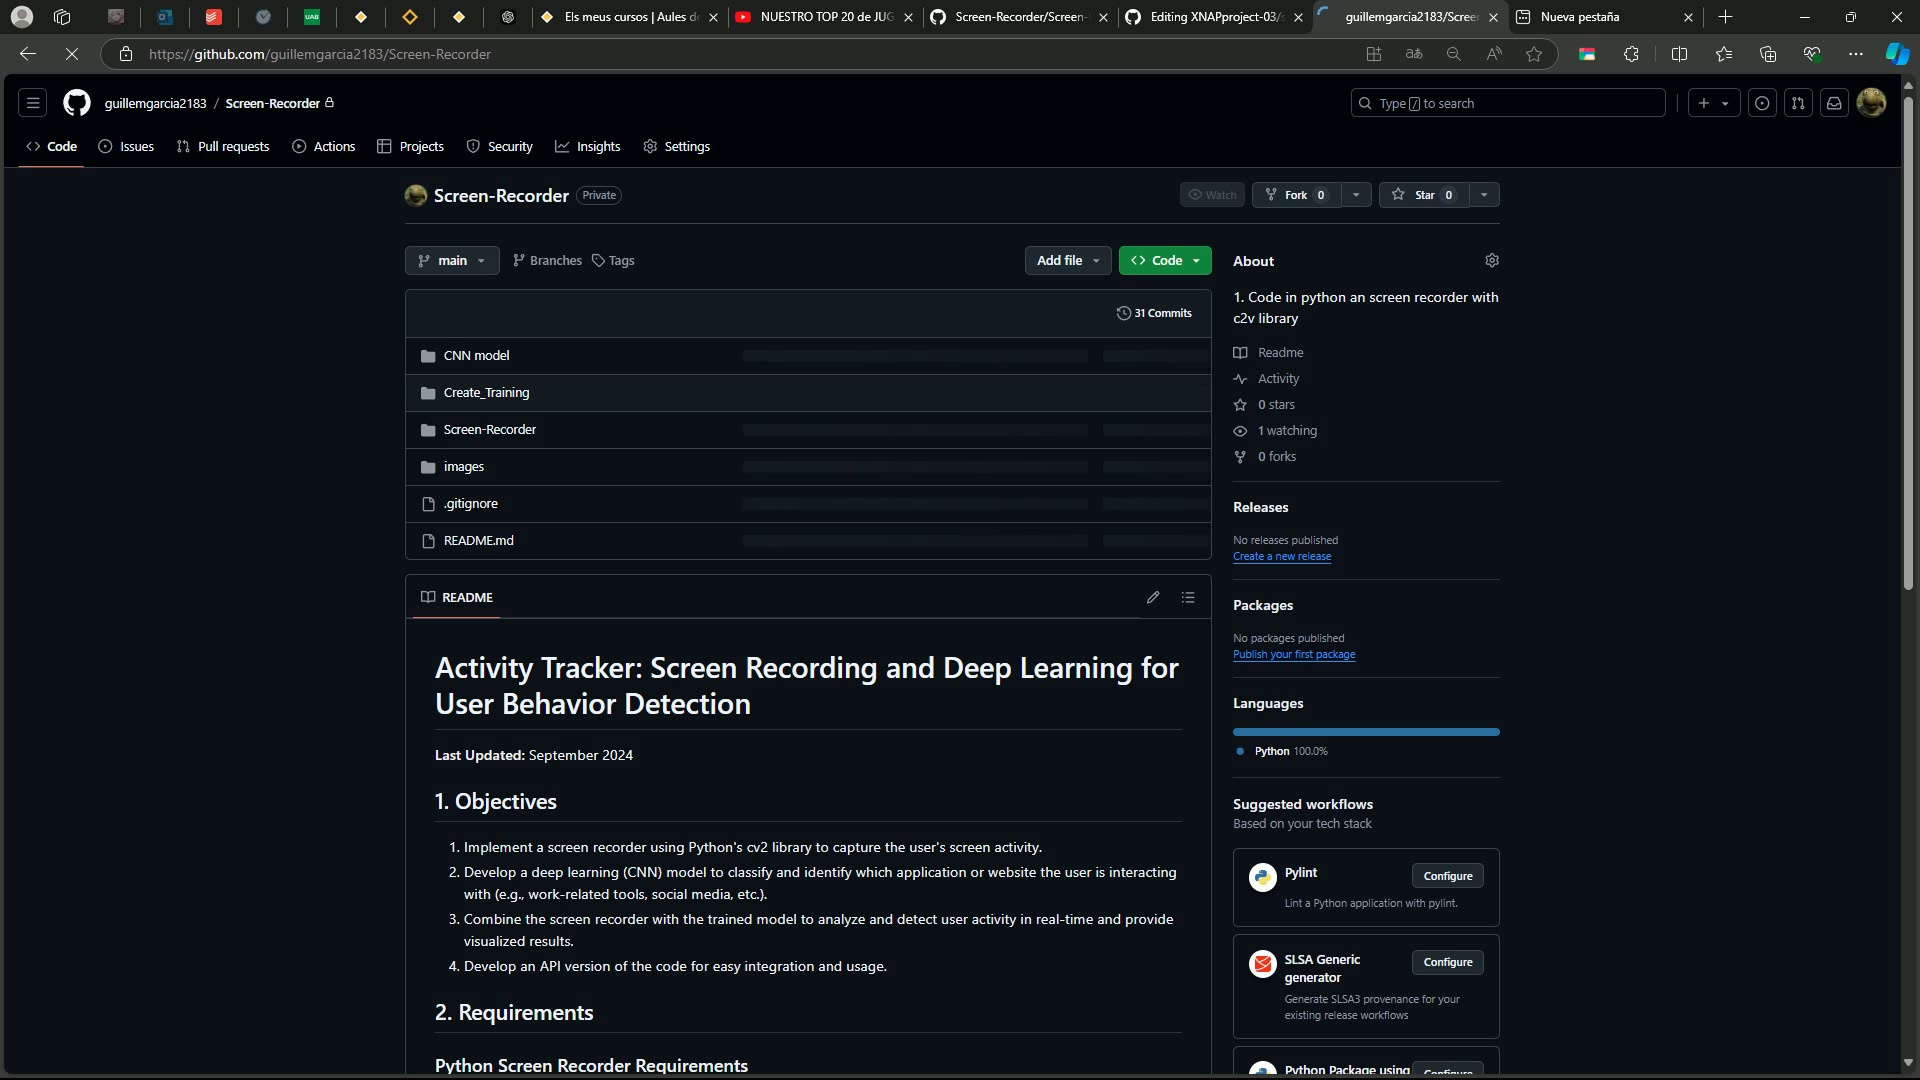 UAB
Els meus cursos | Aules d
NUESTRO TOP 20 de JUG
Screen-Recorder/Screen-
Editing XNAPproject-03/s
guillemgarcia2183/Screen
Nueva pestaña
https://github.com/guillemgarcia2183/Screen-Recorder
aあ
guillemgarcia2183 / Screen-Recorder
Type / to search
Code
Issues
Pull requests
Actions
Projects
Security
Insights
Settings
Screen-Recorder Private
Watch
Fork 0
Star 0
main
Branches
Tags
Add file
Code
31 Commits
CNN model
Create_Training
Screen-Recorder
images
.gitignore
README.md
README
Activity Tracker: Screen Recording and Deep Learning for
User Behavior Detection
Last Updated: September 2024
1. Objectives
1. Implement a screen recorder using Python's cv2 library to capture the user's screen activity.
2. Develop a deep learning (CNN) model to classify and identify which application or website the user is interacting
with (e.g., work-related tools, social media, etc.).
3. Combine the screen recorder with the trained model to analyze and detect user activity in real-time and provide
visualized results.
4. Develop an API version of the code for easy integration and usage.
2. Requirements
Python Screen Recorder Requirements
About
1. Code in python an screen recorder with
c2v library
Readme
Activity
0 stars
1 watching
0 forks
Releases
No releases published
Create a new release
Packages
No packages published
Publish your first package
Languages
Python 100.0%
Suggested workflows
Based on your tech stack
Pylint
Configure
Lint a Python application with pylint.
SLSA Generic
generator
Configure
Generate SLSA3 provenance for your
existing release workflows
Python Package using
Configure